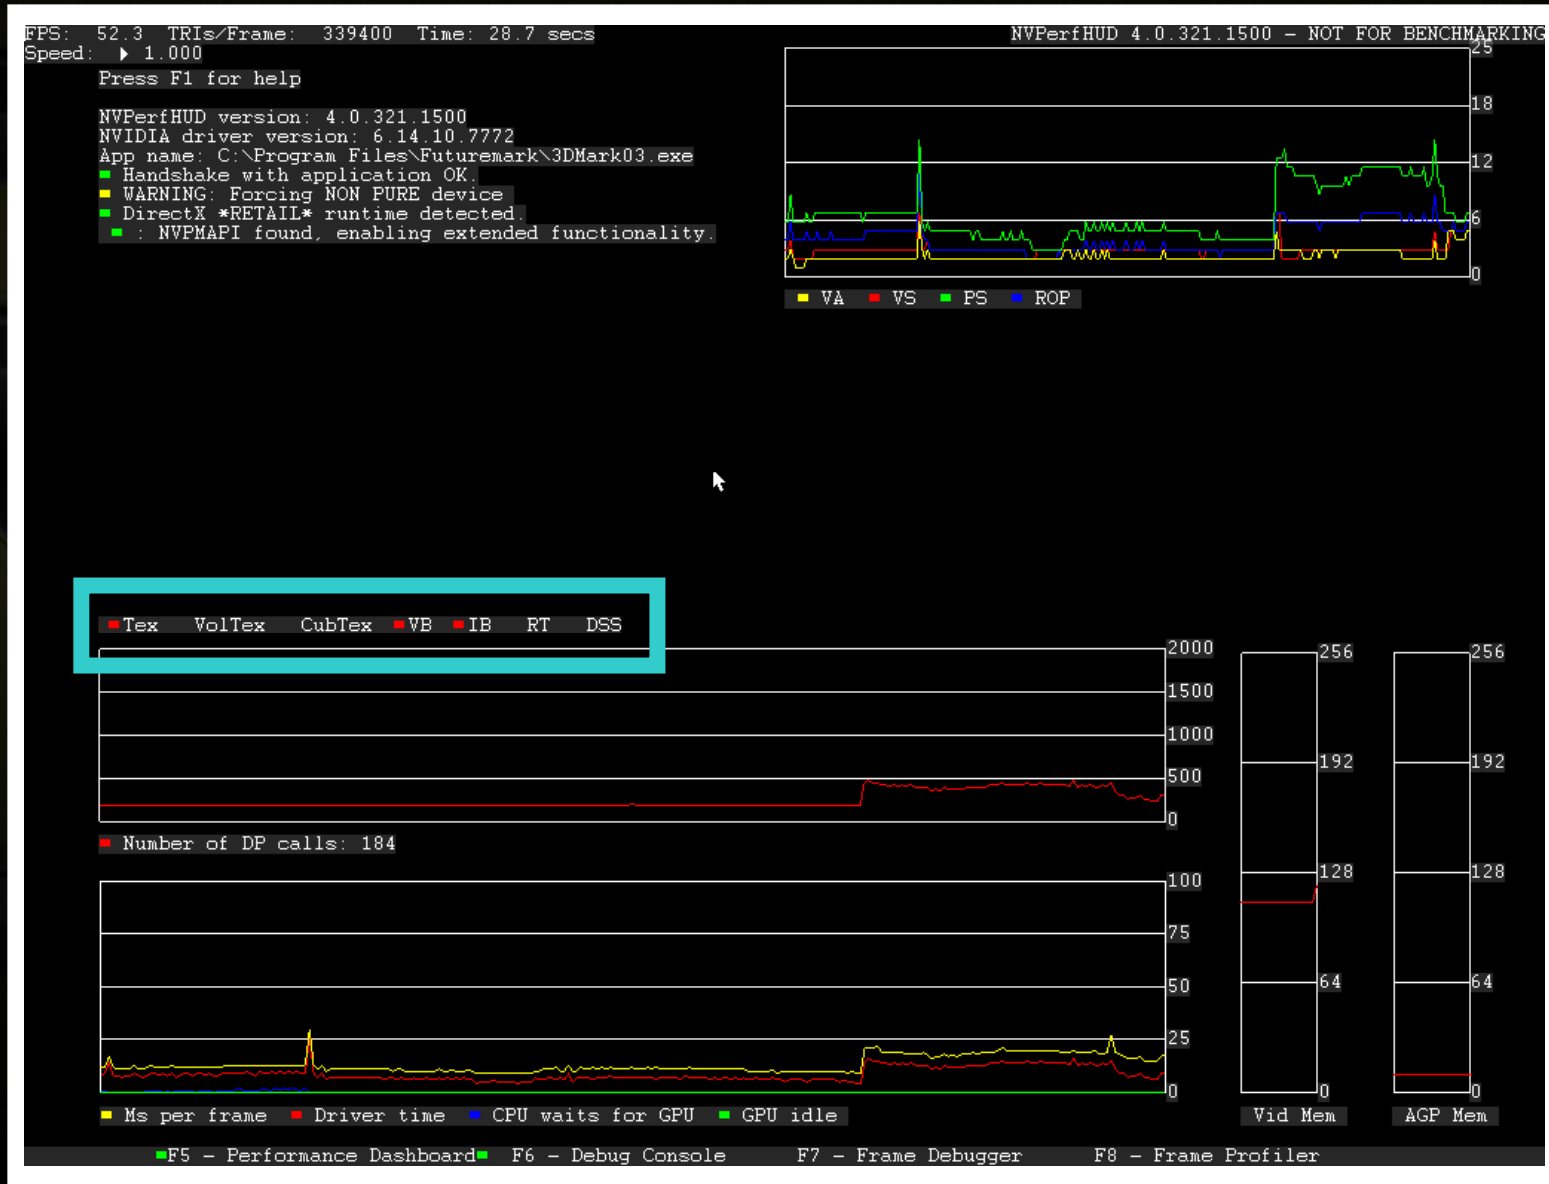 FPS:  52.3  TRIs/Frame:  339400  Time: 28.7 secs
NVPerfHUD 4.0.321.1500 – NOT FOR BENCHMARKING
Speed:  1.000
Press F1 for help
NVPerfHUD version: 4.0.321.1500
NVIDIA driver version: 6.14.10.7772
App name: C:\Program Files\Futuremark\3DMark03.exe
Handshake with application OK.
WARNING: Forcing NON PURE device
DirectX *RETAIL* runtime detected.
: NVPMAPI found, enabling extended functionality.
25
18
12
6
0
VA  VS  PS  ROP
Tex  VolTex  CubTex  VB  IB  RT  DSS
2000
1500
1000
500
0
Number of DP calls: 184
100
75
50
25
0
Ms per frame  Driver time  CPU waits for GPU  GPU idle
256
192
128
64
0
Vid Mem
256
192
128
64
0
AGP Mem
F5 – Performance Dashboard  F6 – Debug Console  F7 – Frame Debugger  F8 – Frame Profiler